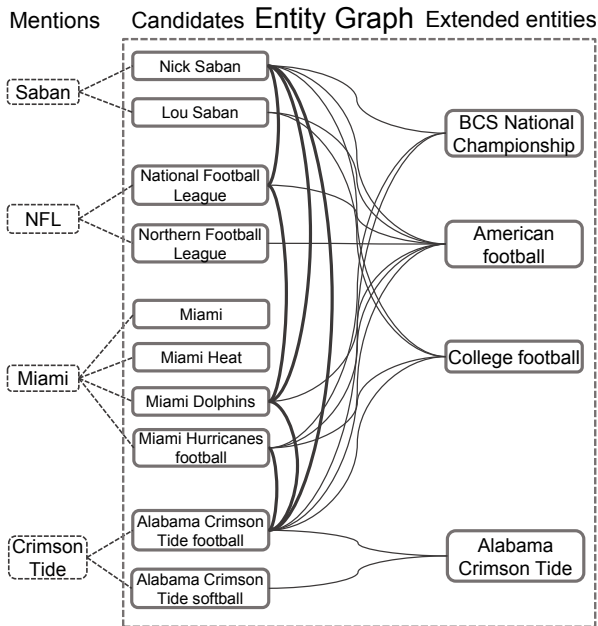 Mentions
Candidates
Entity Graph
Extended entities
Saban
NFL
Miami
Crimson
Tide
Nick Saban
Lou Saban
National Football
League
Northern Football
League
Miami
Miami Heat
Miami Dolphins
Miami Hurricanes
football
Alabama Crimson
Tide football
Alabama Crimson
Tide softball
BCS National
Championship
American
football
College football
Alabama
Crimson Tide